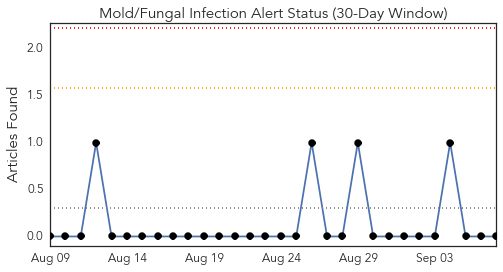 Mold/Fungal Infection Alert Status (30-Day Window)
Articles Found
2.0
1.5
1.0
0.5
0.0
Aug 09 Aug 14 Aug 19 Aug 24 Aug 29 Sep 03